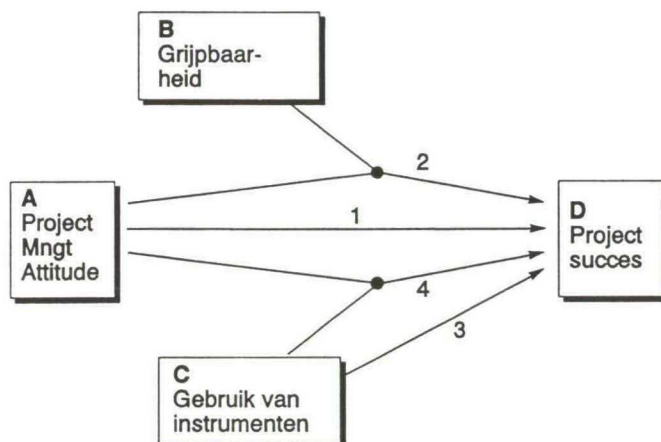 B
Grijpbaar-
heid
2
A
Project
Mngt
Attitude
1
D
Project
succes
4
3
C
Gebruik van
instrumenten